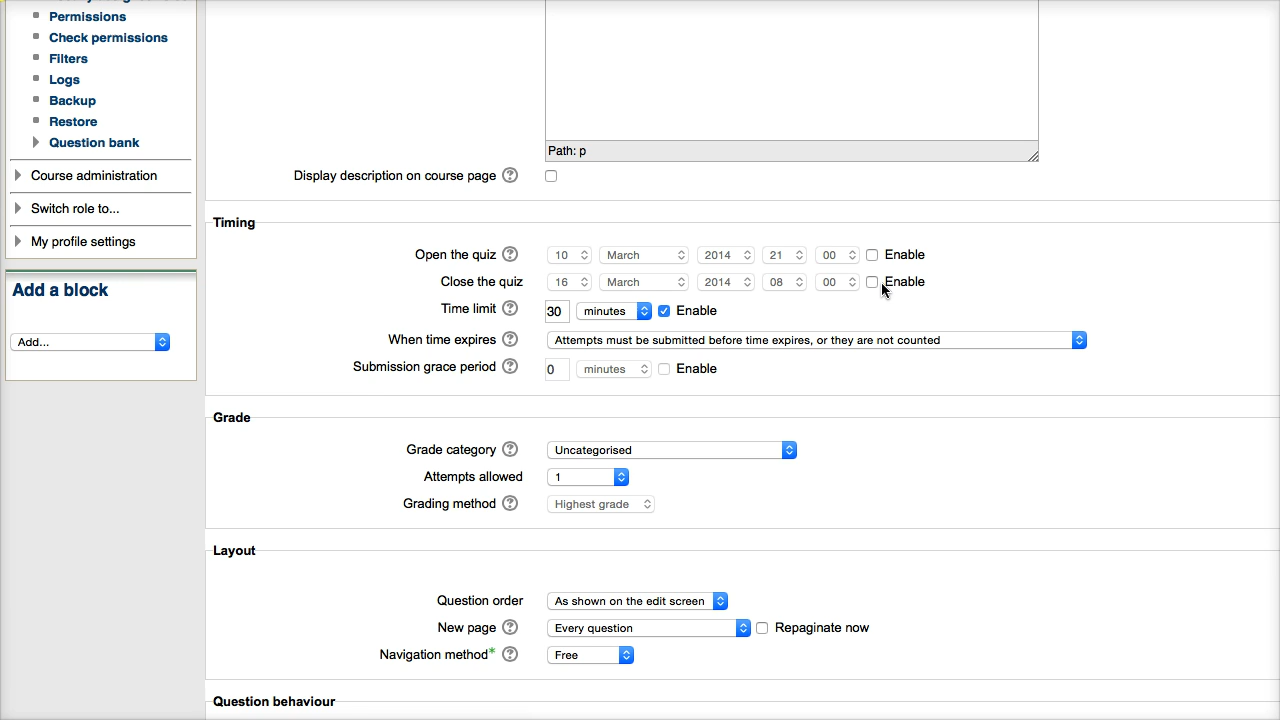 Permissions
Check permissions
Filters
Logs
Backup
Restore
Question bank
Course administration
Switch role to...
My profile settings
Add a block
Add...
Path: p
Display description on course page
Timing
Open the quiz 10 March 2014 21 00 Enable
Close the quiz 16 March 2014 08 00 Enable
Time limit 30 minutes Enable
When time expires Attempts must be submitted before time expires, or they are not counted
Submission grace period 0 minutes Enable
Grade
Grade category Uncategorised
Attempts allowed 1
Grading method Highest grade
Layout
Question order As shown on the edit screen
New page Every question Repaginate now
Navigation method* Free
Question behaviour